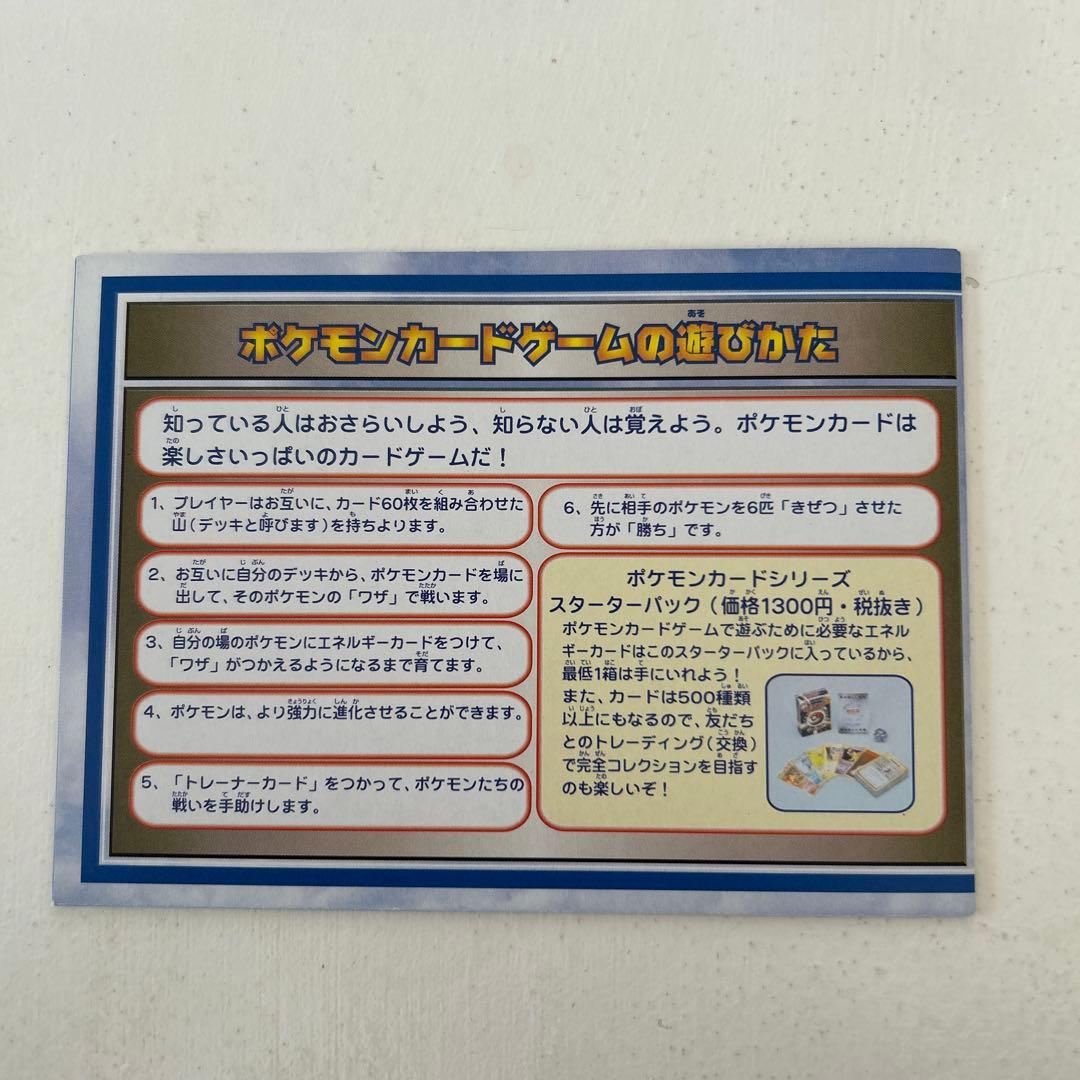 ポケモンカードゲームの遊びかた
知っている人はおさらいしよう、知らない人は覚えよう。ポケモンカードは
楽しさいっぱいのカードゲームだ！
1、プレイヤーはお互いに、カード60枚を組み合わせた
山（デッキと呼びます）を持ちよります。
2、お互いに自分のデッキから、ポケモンカードを場に
出して、そのポケモンの「ワザ」で戦います。
3、自分の場のポケモンにエネルギーカードをつけて、
「ワザ」がつかえるようになるまで育てます。
4、ポケモンは、より強力に進化させることができます。
5、「トレーナーカード」をつかって、ポケモンたちの
戦いを手助けします。
6、先に相手のポケモンを6匹「きぜつ」させた
方が「勝ち」です。
ポケモンカードシリーズ
スターターパック（価格1300円・税抜き）
ポケモンカードゲームで遊ぶために必要なエネル
ギーカードはこのスターターパックに入っているから、
最低1箱は手にいれよう！
また、カードは500種類
以上にもなるので、友だち
とのトレーディング（交換）
で完全コレクションを目指す
のも楽しいぞ！